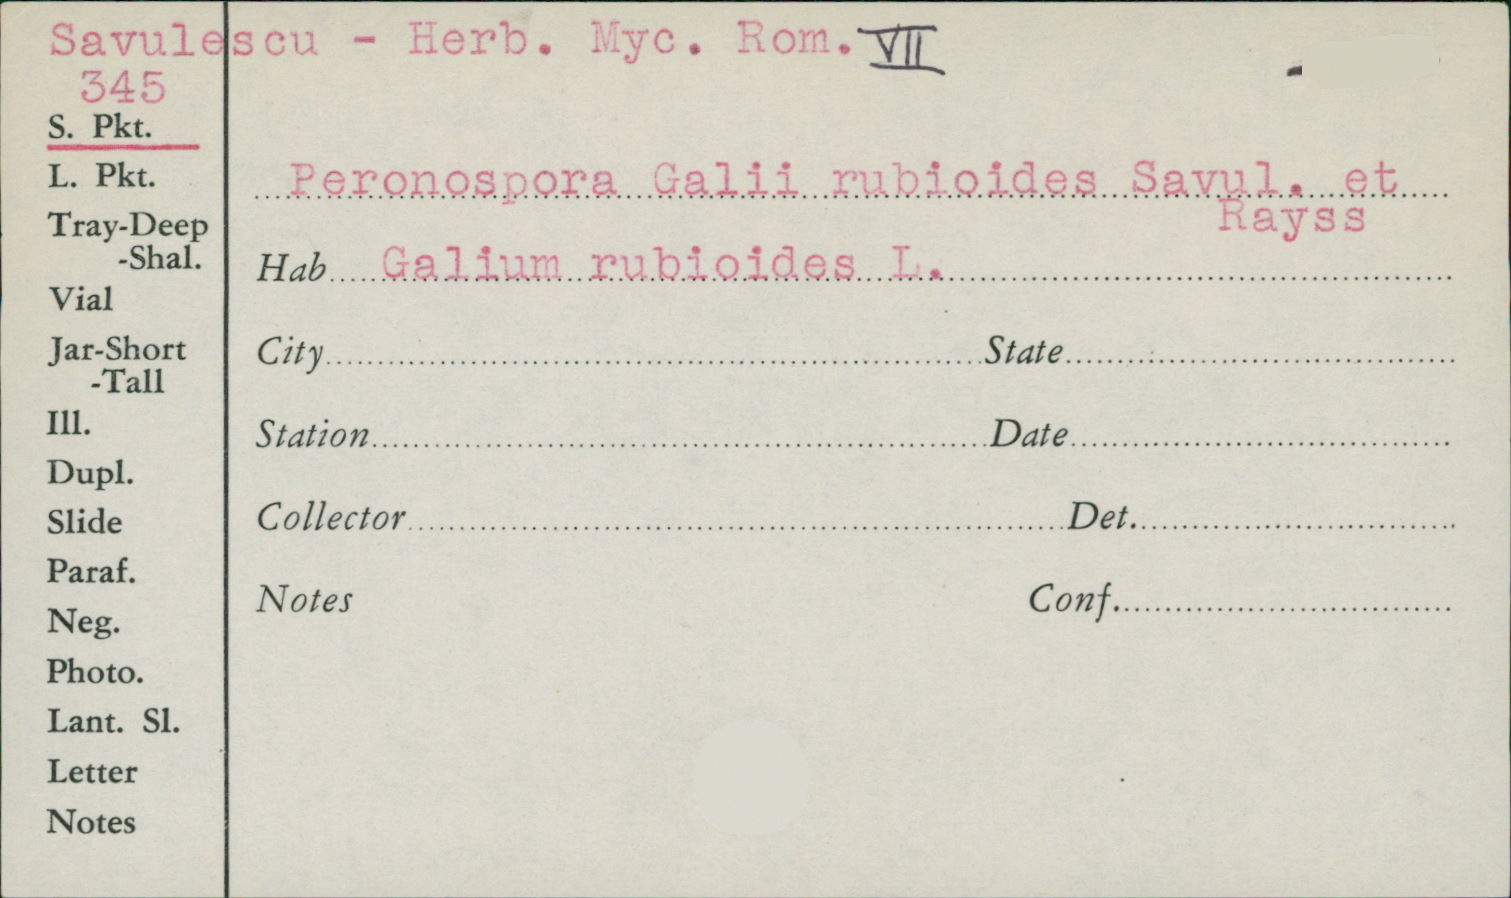 Savulescu - Herb. Myc. Rom. VII
345
S. Pkt.
L. Pkt.
Tray-Deep
-Shal.
Vial
Jar-Short
-Tall
Ill.
Dupl.
Slide
Paraf.
Neg.
Photo.
Lant. Sl.
Letter
Notes
Peronospora Galii rubioides Savul. et
Rayss
Hab Galium rubioides L.
City State
Station Date
Collector Det.
Notes Conf.